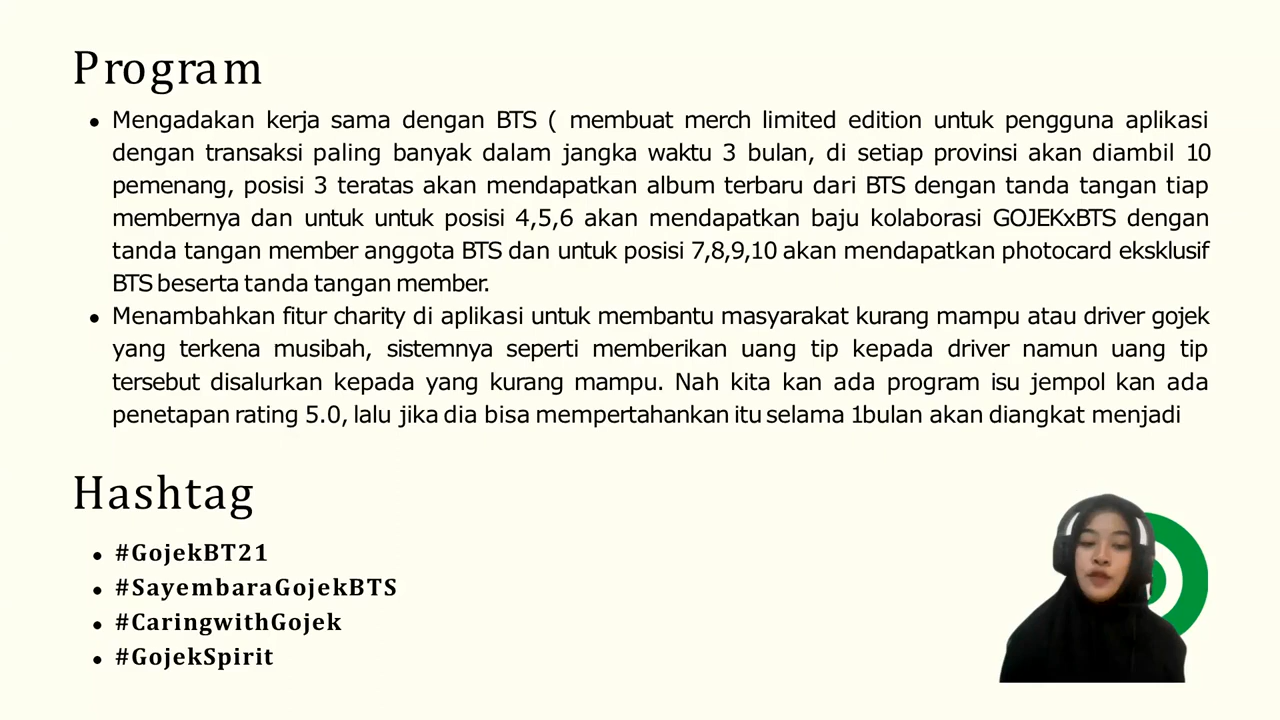 Program
• Mengadakan kerja sama dengan BTS ( membuat merch limited edition untuk pengguna aplikasi
dengan transaksi paling banyak dalam jangka waktu 3 bulan, di setiap provinsi akan diambil 10
pemenang, posisi 3 teratas akan mendapatkan album terbaru dari BTS dengan tanda tangan tiap
membernya dan untuk untuk posisi 4,5,6 akan mendapatkan baju kolaborasi GOJEKxBTS dengan
tanda tangan member anggota BTS dan untuk posisi 7,8,9,10 akan mendapatkan photocard eksklusif
BTS beserta tanda tangan member.
• Menambahkan fitur charity di aplikasi untuk membantu masyarakat kurang mampu atau driver gojek
yang terkena musibah, sistemnya seperti memberikan uang tip kepada driver namun uang tip
tersebut disalurkan kepada yang kurang mampu. Nah kita kan ada program isu jempol kan ada
penetapan rating 5.0, lalu jika dia bisa mempertahankan itu selama 1bulan akan diangkat menjadi
Hashtag
• #GojekBT21
• #SayembaraGojekBTS
• #CaringwithGojek
• #GojekSpirit